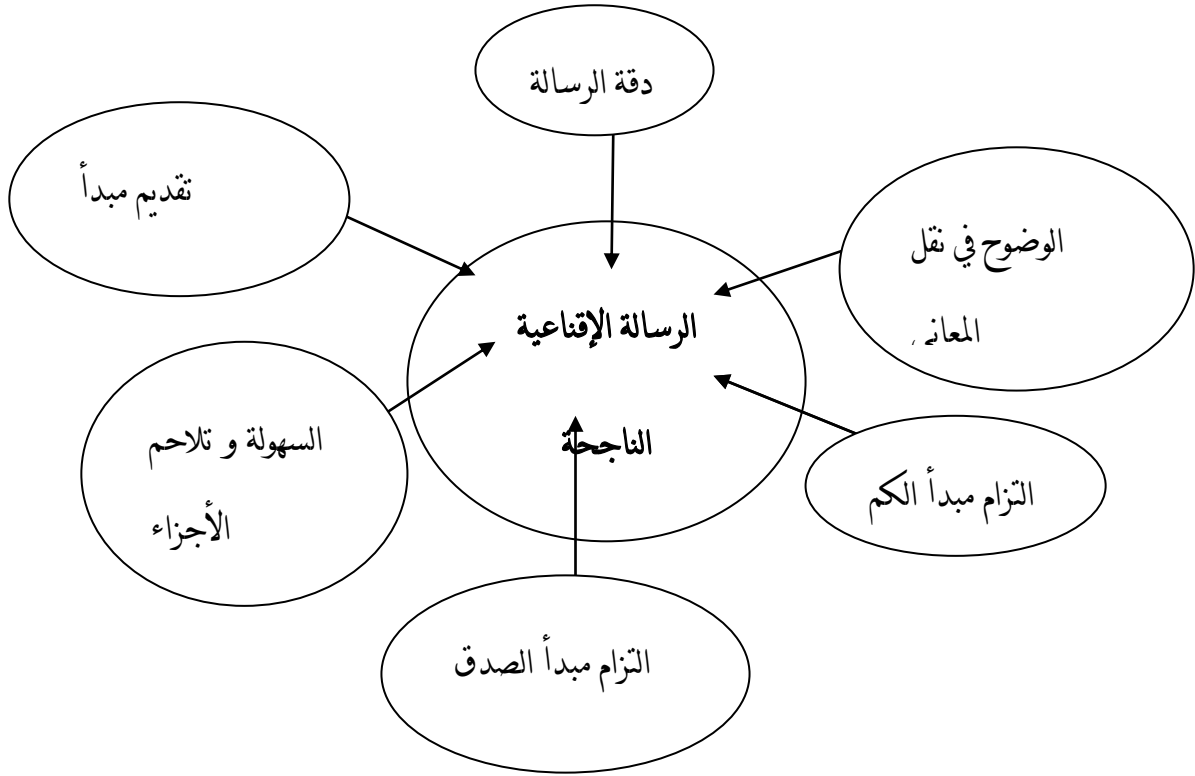 دقة الرسالة
تقديم مبدأ
الوضوح في نقل
المعاني
الرسالة الإقناعية
الناجحة
السهولة و تلاحم
الأجزاء
التزام مبدأ الكم
التزام مبدأ الصدق